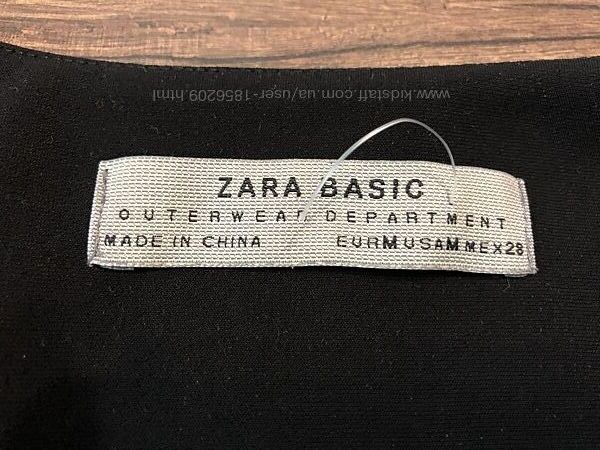 www.kidstaff.com.ua/user-1856209.html
ZARA BASIC
OUTERWEAR DEPARTMENT
MADE IN CHINA EUR M USA M MEX 28